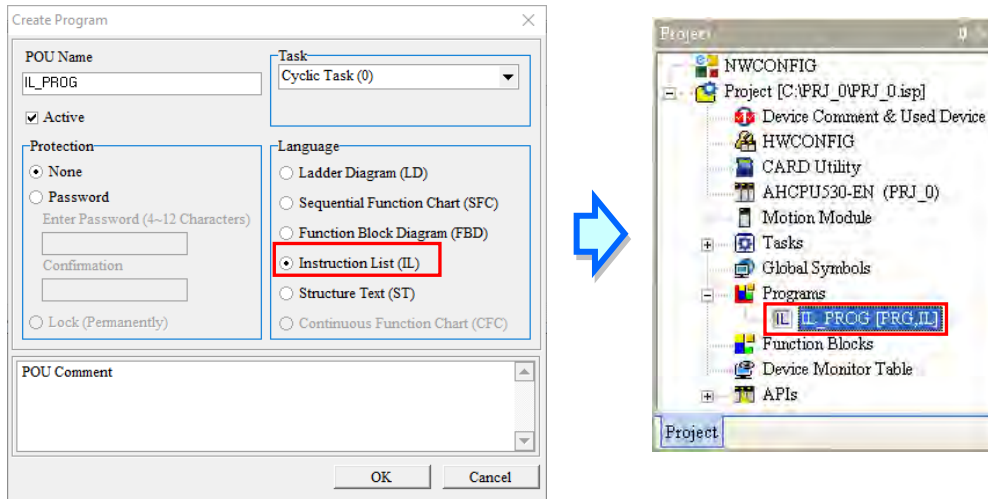 Create Program
POU Name
IL_PROG
Active
Task
Cyclic Task (0)
Protection
None
Password
Enter Password (4~12 Characters)
Confirmation
Lock (Permanently)
Language
Ladder Diagram (LD)
Sequential Function Chart (SFC)
Function Block Diagram (FBD)
Instruction List (IL)
Structure Text (ST)
Continuous Function Chart (CFC)
POU Comment
OK
Cancel
Project
NWCONFIG
Project [C:\PRJ_0\PRJ_0.isp]
Device Comment & Used Device
HWCONFIG
CARD Utility
AHCPU530-EN (PRJ_0)
Motion Module
Tasks
Global Symbols
Programs
IL IL_PROG [PRG,IL]
Function Blocks
Device Monitor Table
APIs
Project